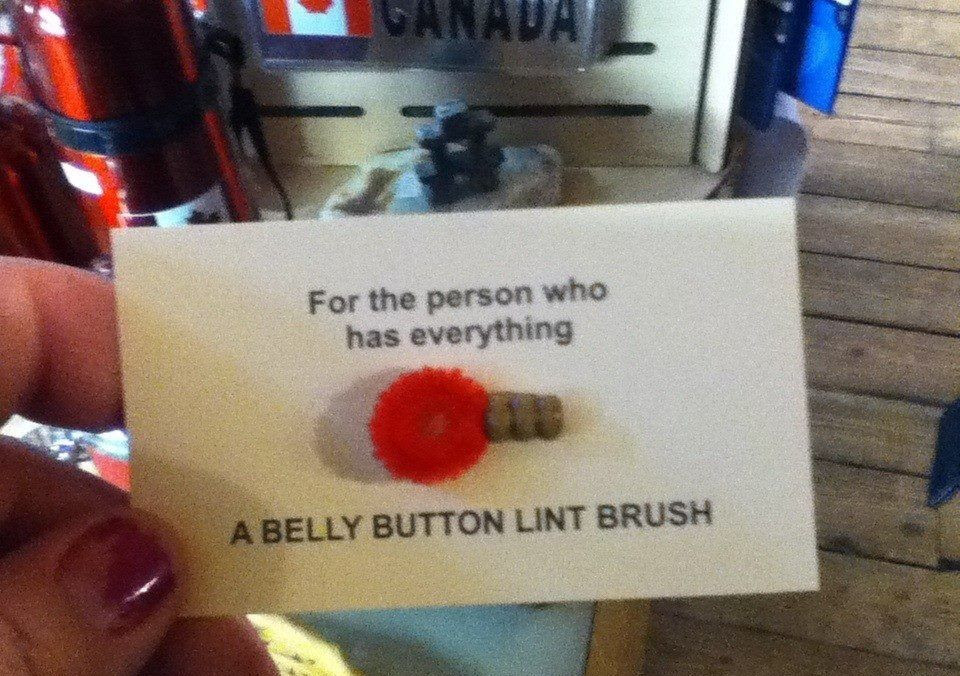 CANADA
For the person who
has everything
A BELLY BUTTON LINT BRUSH